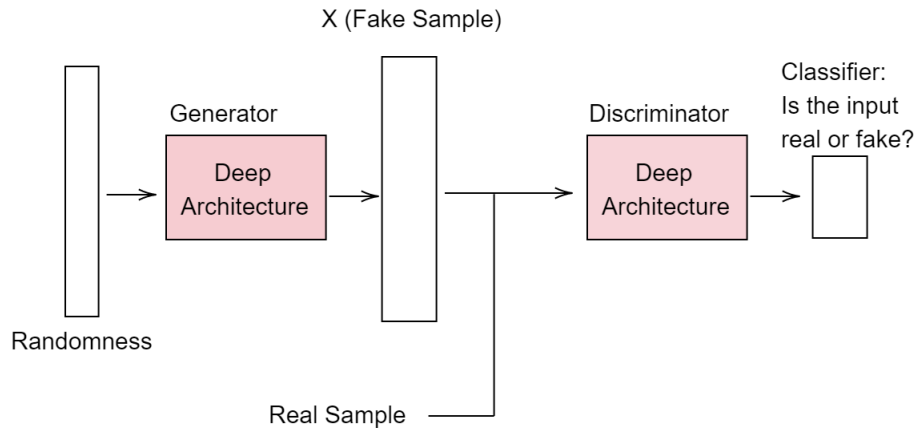 X (Fake Sample)
Classifier:
Is the input
real or fake?
Generator
Discriminator
Deep
Architecture
Deep
Architecture
Randomness
Real Sample